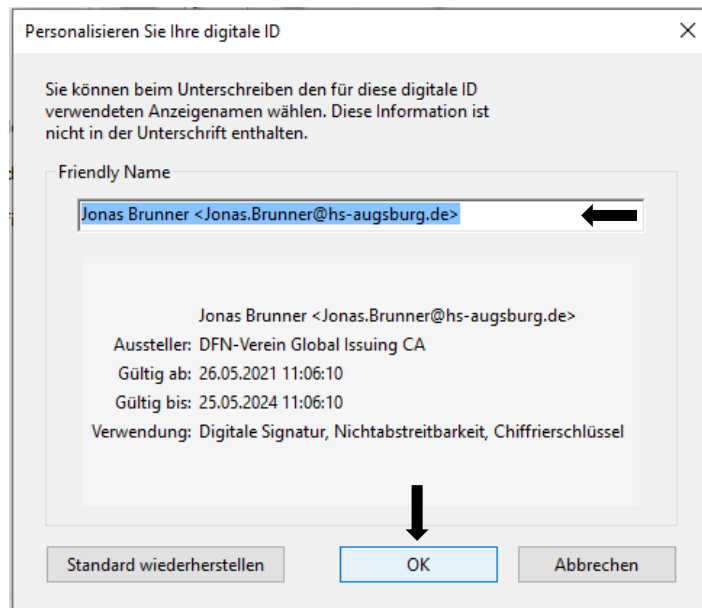 Personalisieren Sie Ihre digitale ID
Sie können beim Unterschreiben den für diese digitale ID
verwendeten Anzeigenamen wählen. Diese Information ist
nicht in der Unterschrift enthalten.
Friendly Name
Jonas Brunner <Jonas.Brunner@hs-augsburg.de>
Jonas Brunner <Jonas.Brunner@hs-augsburg.de>
Aussteller: DFN-Verein Global Issuing CA
Gültig ab: 26.05.2021 11:06:10
Gültig bis: 25.05.2024 11:06:10
Verwendung: Digitale Signatur, Nichtabstreitbarkeit, Chiffrierschlüssel
Standard wiederherstellen OK Abbrechen